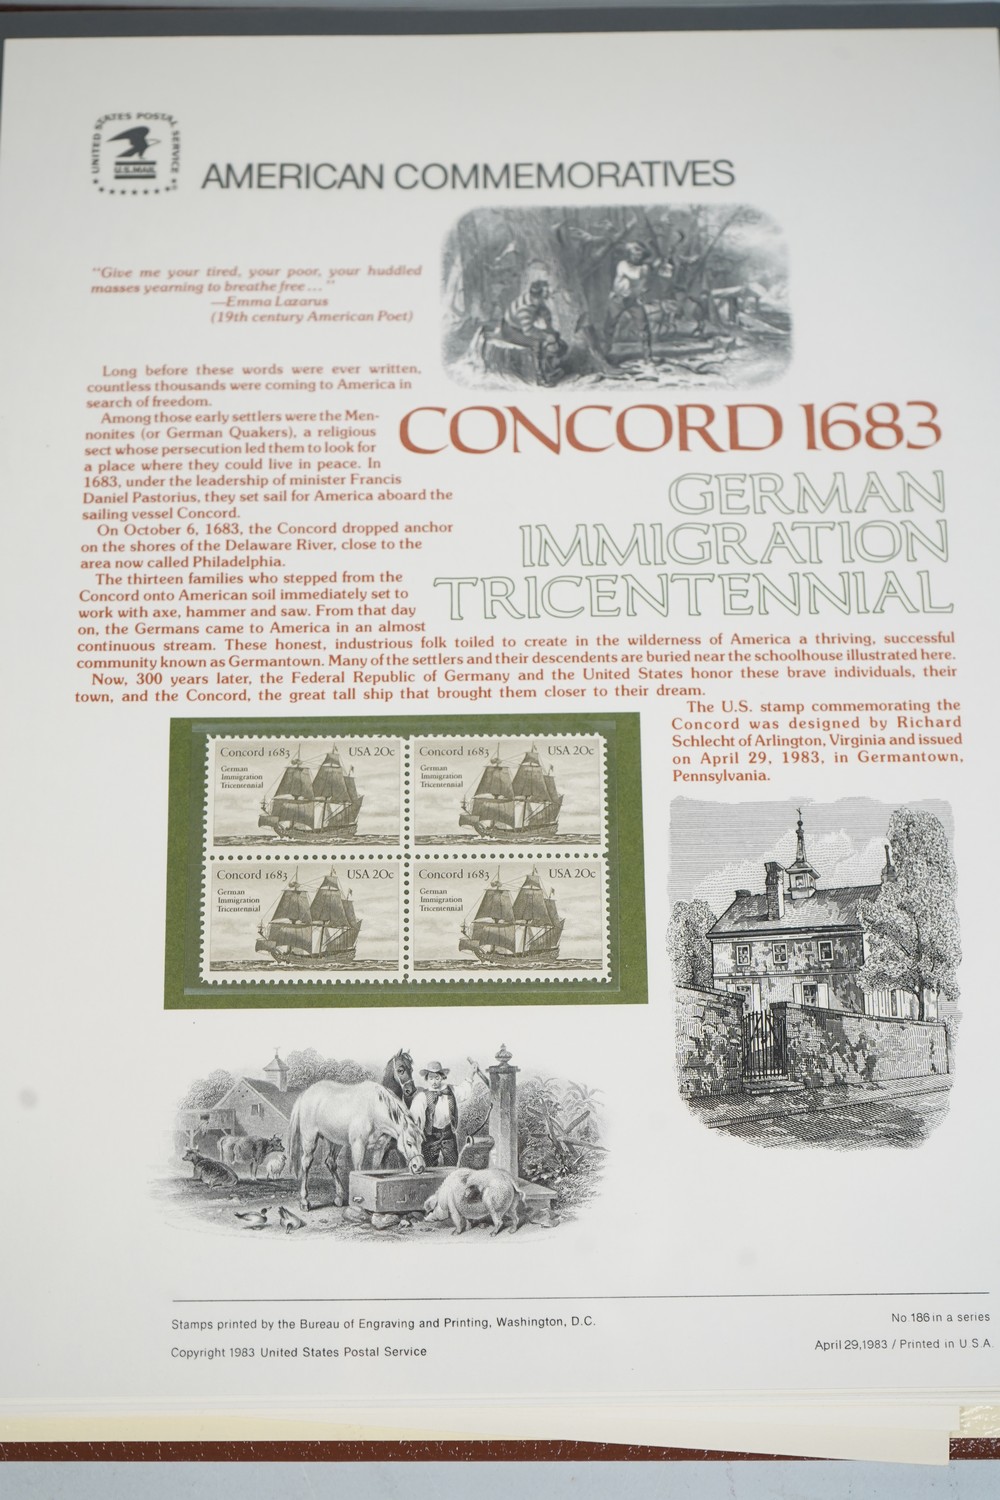 UNITED STATES POSTAL SERVICE
U.S.MAIL
AMERICAN COMMEMORATIVES
"Give me your tired, your poor, your huddled
masses yearning to breathe free..."
—Emma Lazarus
(19th century American Poet)
Long before these words were ever written,
countless thousands were coming to America in
search of freedom.
Among those early settlers were the Men-
nonites (or German Quakers), a religious
sect whose persecution led them to look for
a place where they could live in peace. In
1683, under the leadership of minister Francis
Daniel Pastorius, they set sail for America aboard the
sailing vessel Concord.
On October 6, 1683, the Concord dropped anchor
on the shores of the Delaware River, close to the
area now called Philadelphia.
The thirteen families who stepped from the
Concord onto American soil immediately set to
work with axe, hammer and saw. From that day
on, the Germans came to America in an almost
continuous stream. These honest, industrious folk toiled to create in the wilderness of America a thriving, successful
community known as Germantown. Many of the settlers and their descendents are buried near the schoolhouse illustrated here.
Now, 300 years later, the Federal Republic of Germany and the United States honor these brave individuals, their
town, and the Concord, the great tall ship that brought them closer to their dream.
CONCORD 1683
GERMAN
IMMIGRATION
TRICENTENNIAL
The U.S. stamp commemorating the
Concord was designed by Richard
Schlecht of Arlington, Virginia and issued
on April 29, 1983, in Germantown,
Pennsylvania.
Concord 1683 USA 20c
German
Immigration
Tricentennial
Concord 1683 USA 20c
German
Immigration
Tricentennial
Concord 1683 USA 20c
German
Immigration
Tricentennial
Concord 1683 USA 20c
German
Immigration
Tricentennial
Stamps printed by the Bureau of Engraving and Printing, Washington, D.C.
Copyright 1983 United States Postal Service
No.186 in a series
April 29,1983 / Printed in U.S.A.